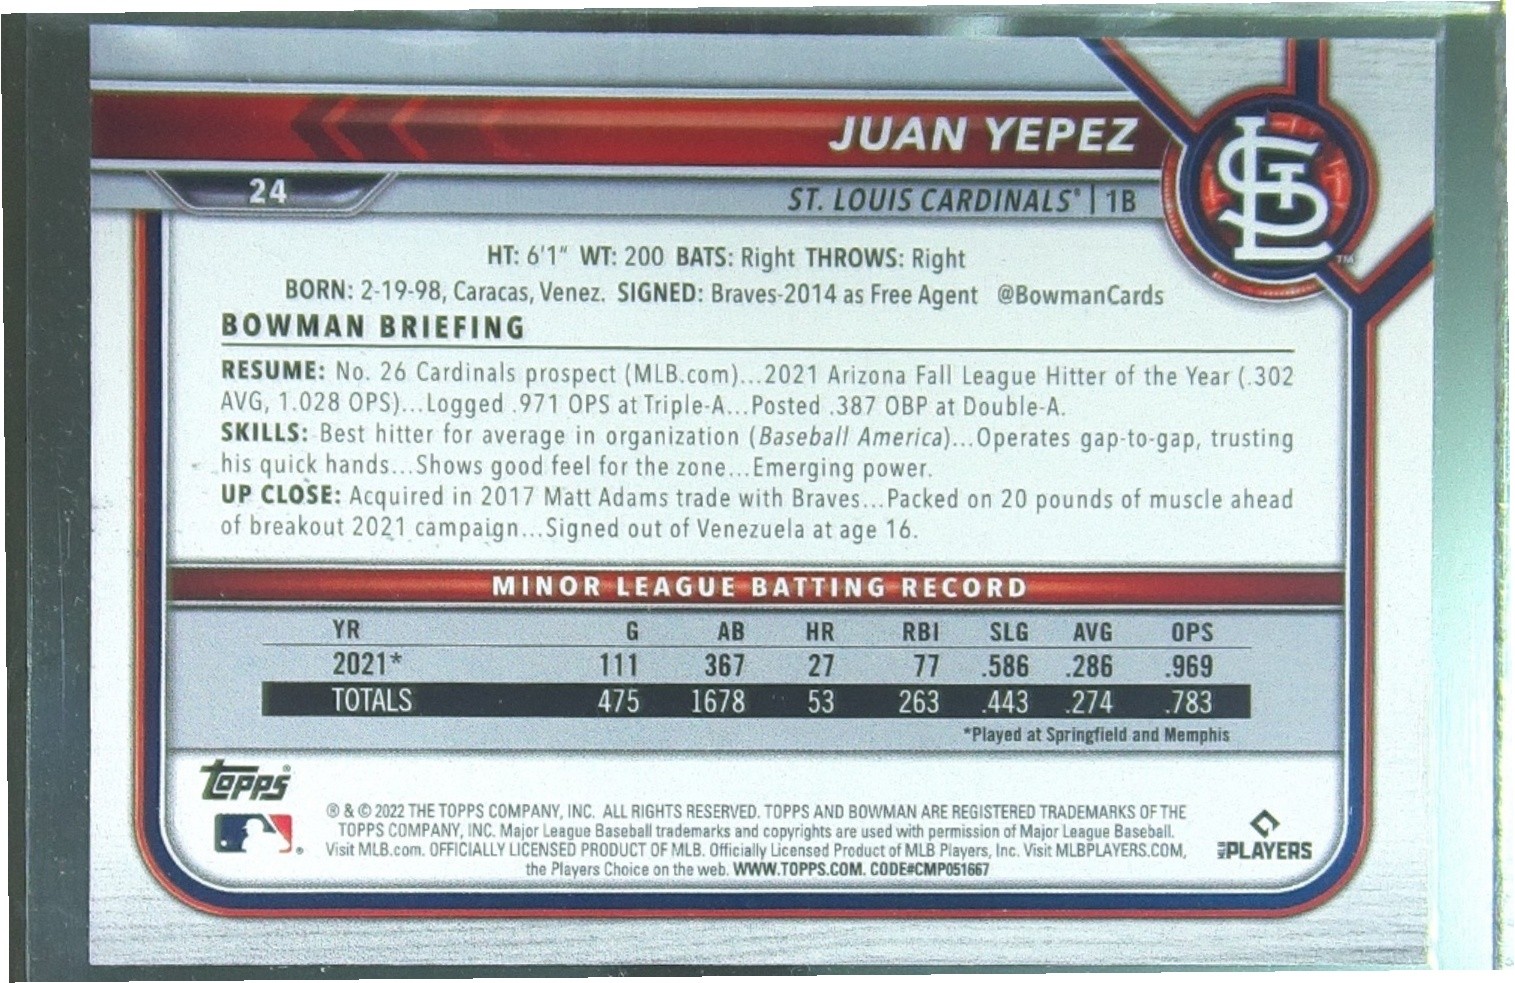 JUAN YEPEZ
24
ST. LOUIS CARDINALS® | 1B
STL
TM
HT: 6'1" WT: 200 BATS: Right THROWS: Right
BORN: 2-19-98, Caracas, Venez. SIGNED: Braves-2014 as Free Agent @BowmanCards
BOWMAN BRIEFING
RESUME: No. 26 Cardinals prospect (MLB.com)...2021 Arizona Fall League Hitter of the Year (.302
AVG, 1.028 OPS)...Logged .971 OPS at Triple-A...Posted .387 OBP at Double-A.
SKILLS: Best hitter for average in organization (Baseball America)...Operates gap-to-gap, trusting
his quick hands...Shows good feel for the zone...Emerging power.
UP CLOSE: Acquired in 2017 Matt Adams trade with Braves...Packed on 20 pounds of muscle ahead
of breakout 2021 campaign...Signed out of Venezuela at age 16.
MINOR LEAGUE BATTING RECORD
YR G AB HR RBI SLG AVG OPS
2021* 111 367 27 77 .586 .286 .969
TOTALS 475 1678 53 263 .443 .274 .783
*Played at Springfield and Memphis
Topps®
® & © 2022 THE TOPPS COMPANY, INC. ALL RIGHTS RESERVED. TOPPS AND BOWMAN ARE REGISTERED TRADEMARKS OF THE
TOPPS COMPANY, INC. Major League Baseball trademarks and copyrights are used with permission of Major League Baseball.
Visit MLB.com. OFFICIALLY LICENSED PRODUCT OF MLB. Officially Licensed Product of MLB Players, Inc. Visit MLBPLAYERS.COM,
the Players Choice on the web. WWW.TOPPS.COM. CODE#CMP051667
MLB PLAYERS